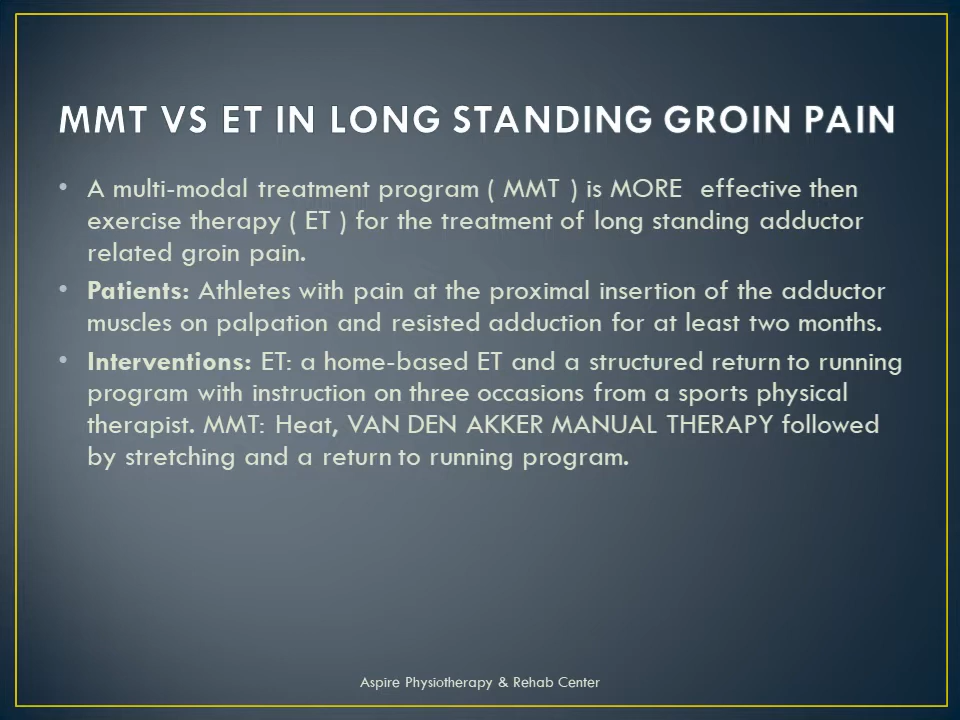 MMT VS ET IN LONG STANDING GROIN PAIN
• A multi-modal treatment program ( MMT ) is MORE  effective then
exercise therapy ( ET ) for the treatment of long standing adductor
related groin pain.
• Patients: Athletes with pain at the proximal insertion of the adductor
muscles on palpation and resisted adduction for at least two months.
• Interventions: ET: a home-based ET and a structured return to running
program with instruction on three occasions from a sports physical
therapist. MMT: Heat, VAN DEN AKKER MANUAL THERAPY followed
by stretching and a return to running program.
Aspire Physiotherapy & Rehab Center